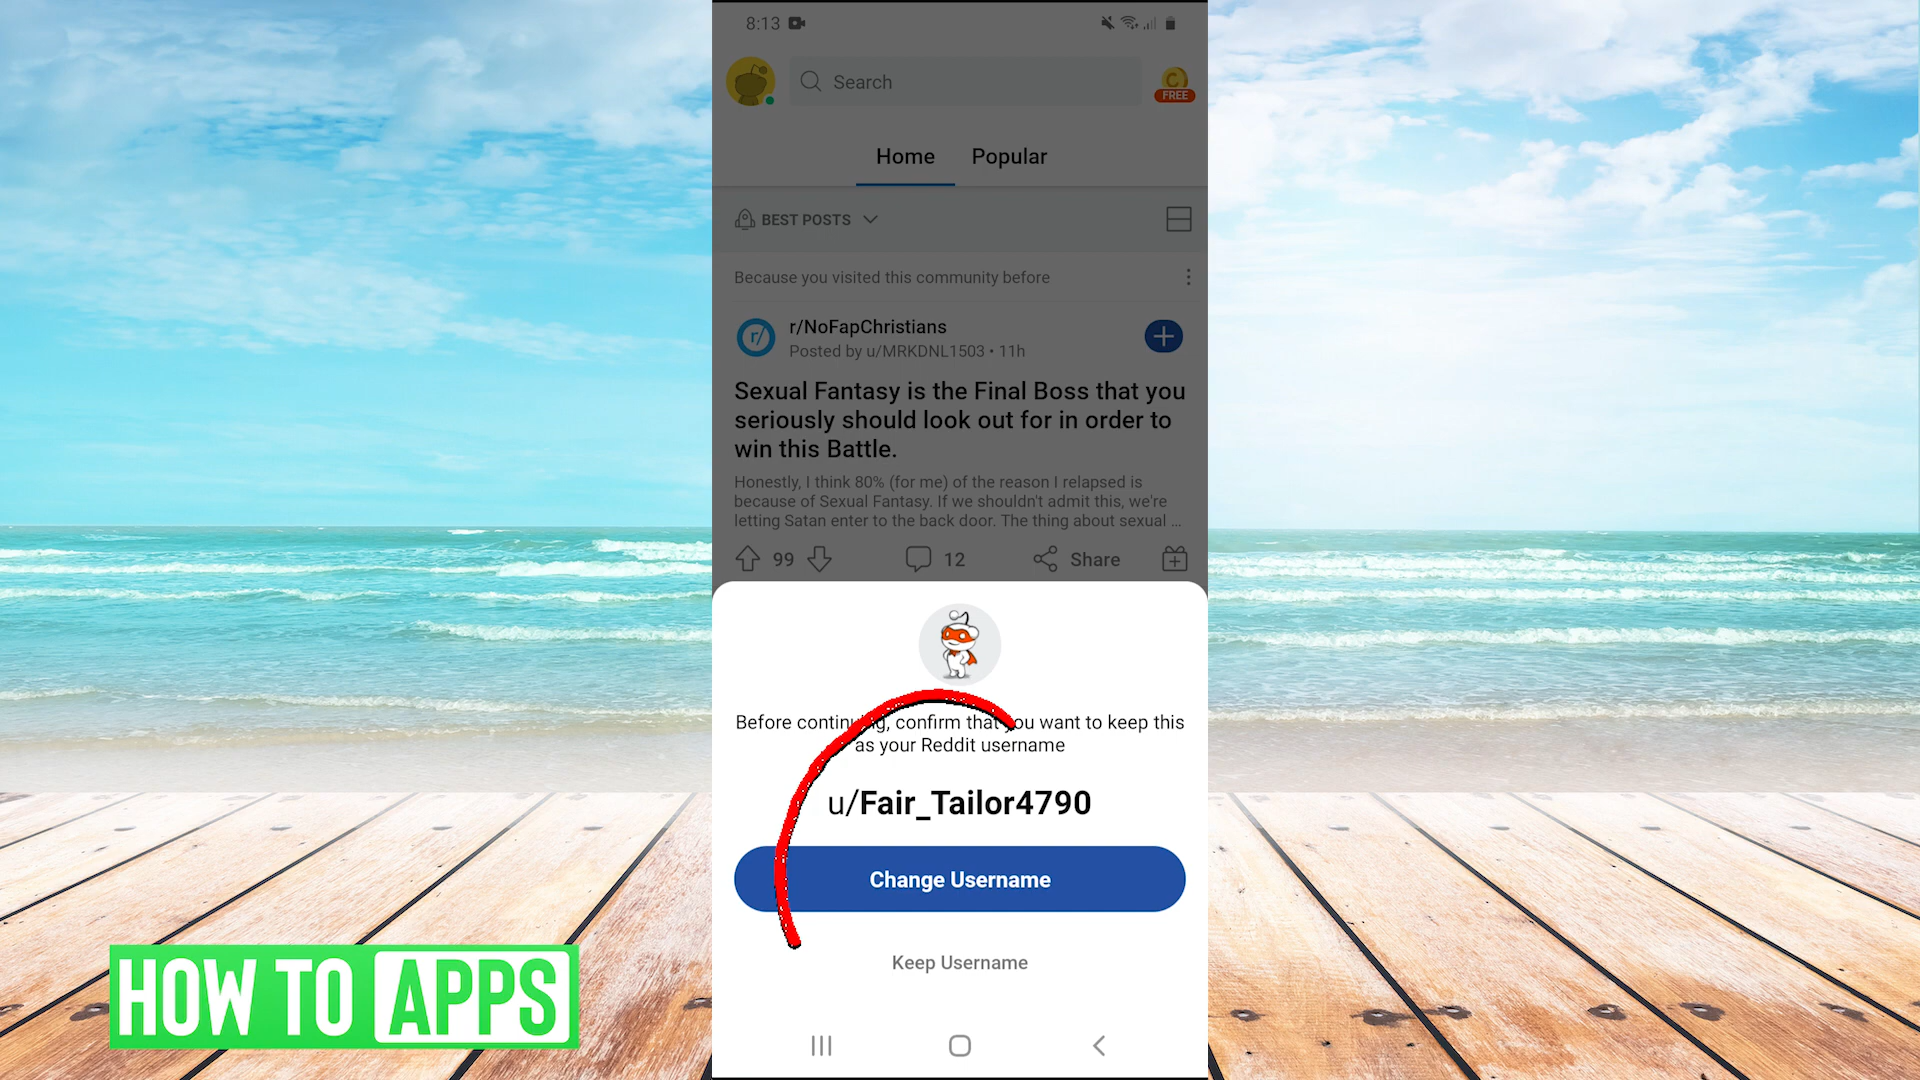 8:13
Search
C
FREE
Home
Popular
BEST POSTS
Because you visited this community before
r/
r/NoFapChristians
Posted by u/MRKDNL1503 • 11h
Sexual Fantasy is the Final Boss that you
seriously should look out for in order to
win this Battle.
Honestly, I think 80% (for me) of the reason I relapsed is
because of Sexual Fantasy. If we shouldn't admit this, we're
letting Satan enter to the back door. The thing about sexual ...
99
12
Share
Before continuing, confirm that you want to keep this
as your Reddit username
u/Fair_Tailor4790
Change Username
Keep Username
HOW TO APPS